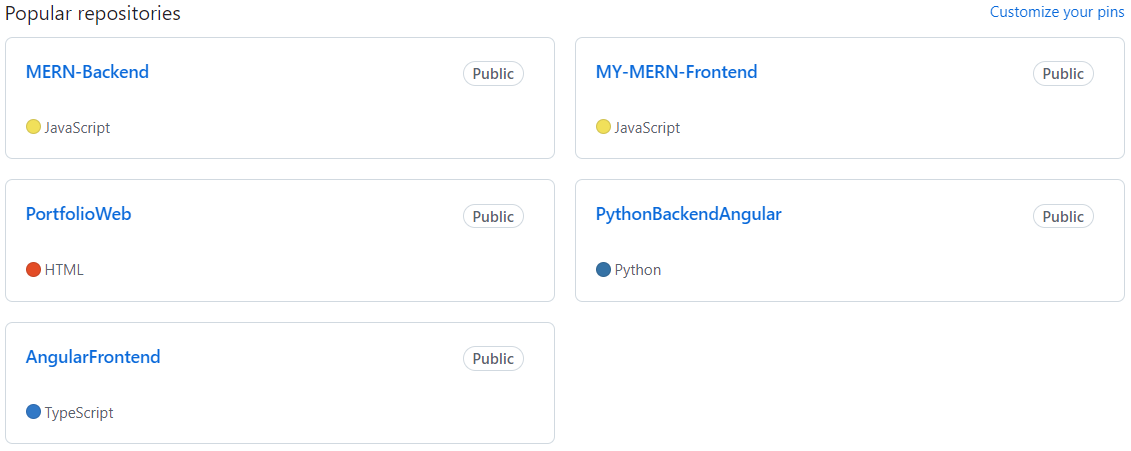 Popular repositories
Customize your pins
MERN-Backend
Public
JavaScript
MY-MERN-Frontend
Public
JavaScript
PortfolioWeb
Public
HTML
PythonBackendAngular
Public
Python
AngularFrontend
Public
TypeScript